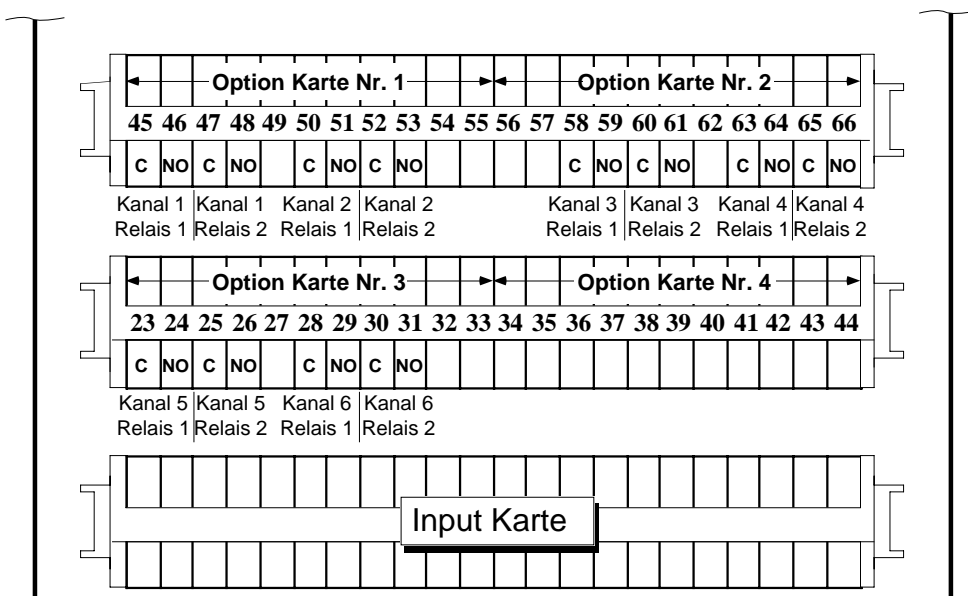 Option Karte Nr. 1 Option Karte Nr. 2
45 46 47 48 49 50 51 52 53 54 55 56 57 58 59 60 61 62 63 64 65 66
C NO C NO C NO C NO C NO C NO C NO C NO
Kanal 1 Kanal 1 Kanal 2 Kanal 2 Kanal 3 Kanal 3 Kanal 4 Kanal 4
Relais 1 Relais 2 Relais 1 Relais 2 Relais 1 Relais 2 Relais 1 Relais 2
Option Karte Nr. 3 Option Karte Nr. 4
23 24 25 26 27 28 29 30 31 32 33 34 35 36 37 38 39 40 41 42 43 44
C NO C NO C NO C NO
Kanal 5 Kanal 5 Kanal 6 Kanal 6
Relais 1 Relais 2 Relais 1 Relais 2
Input Karte